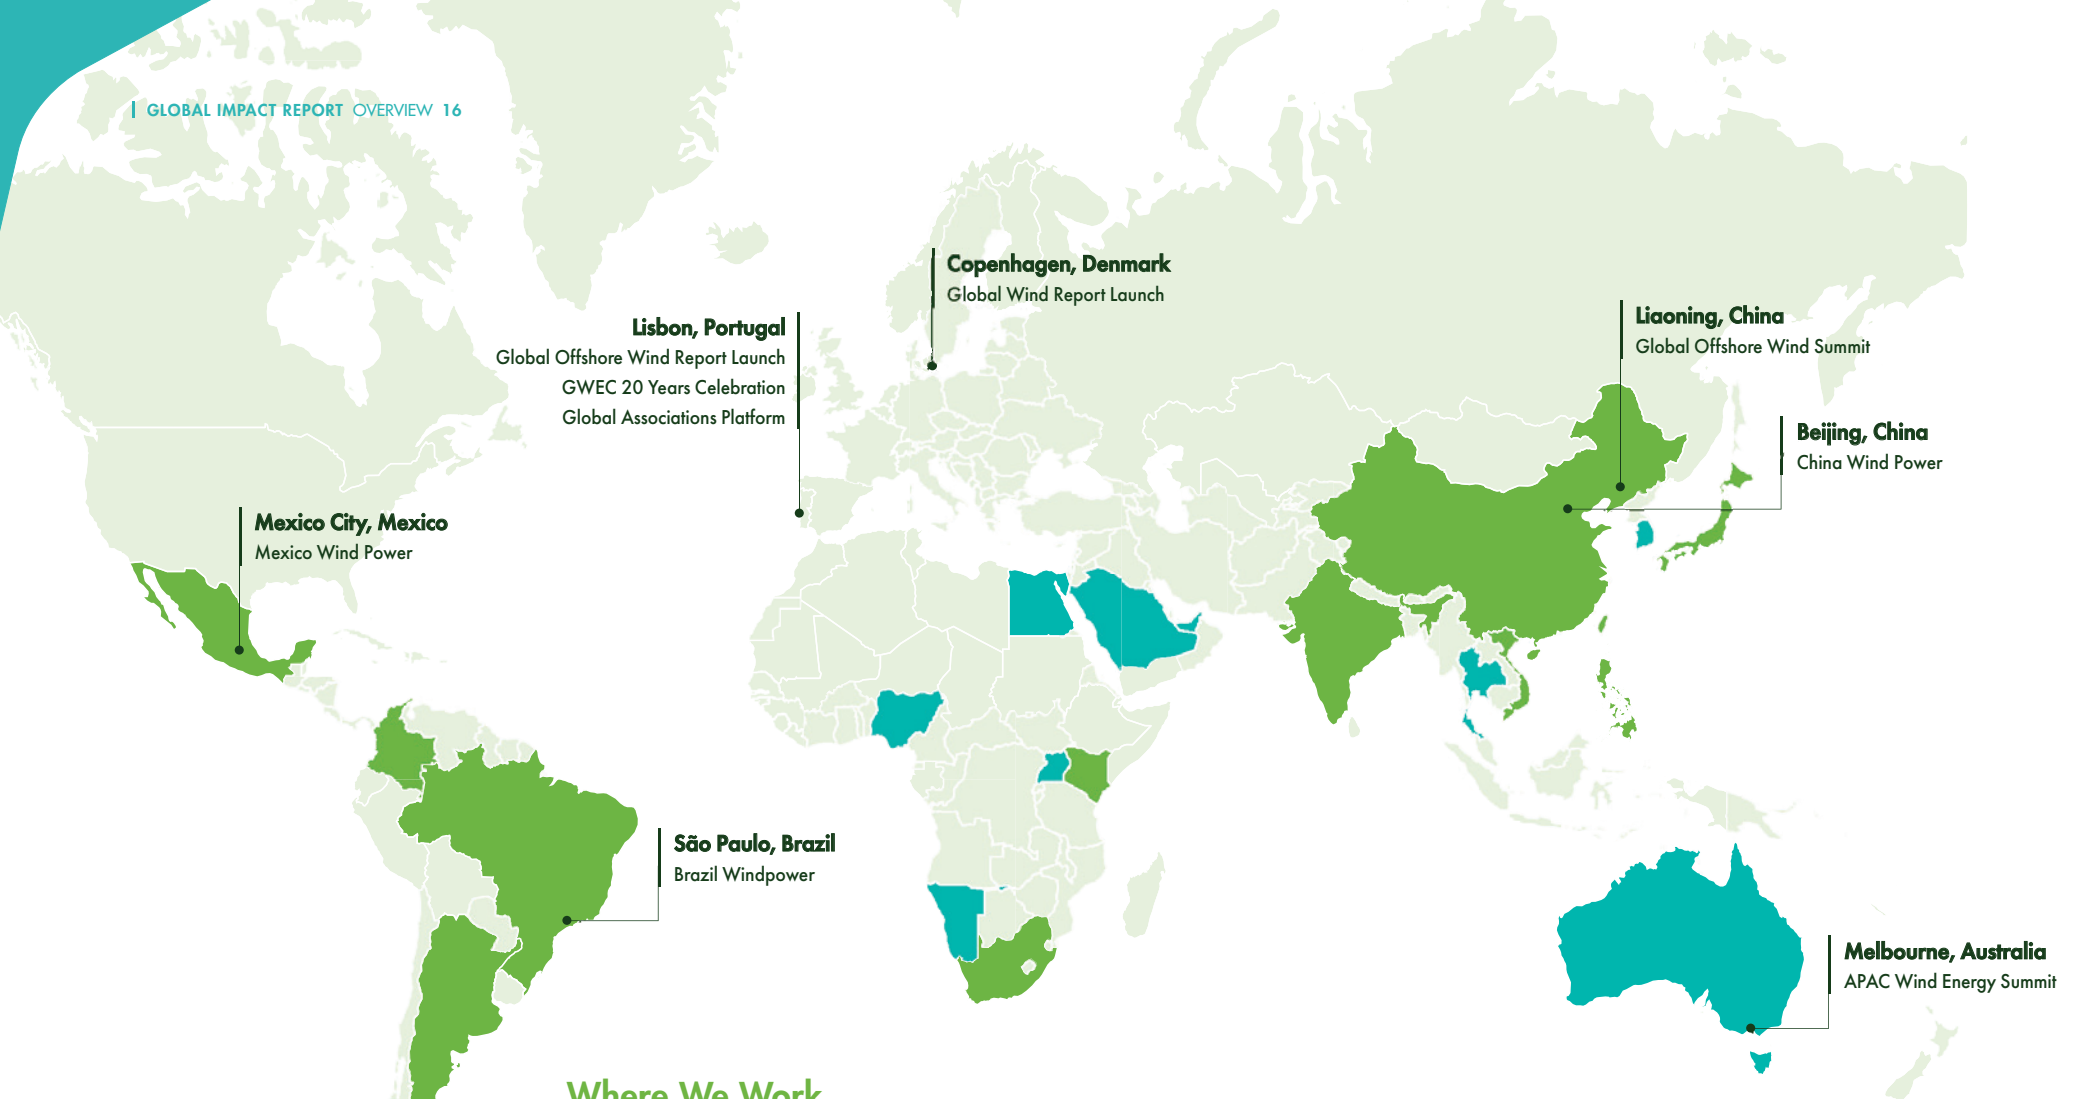 GLOBAL IMPACT REPORT OVERVIEW 16
Copenhagen, Denmark
Global Wind Report Launch
Lisbon, Portugal
Global Offshore Wind Report Launch
GWEC 20 Years Celebration
Global Associations Platform
Liaoning, China
Global Offshore Wind Summit
Beijing, China
China Wind Power
Mexico City, Mexico
Mexico Wind Power
São Paulo, Brazil
Brazil Windpower
Melbourne, Australia
APAC Wind Energy Summit
Where We Work